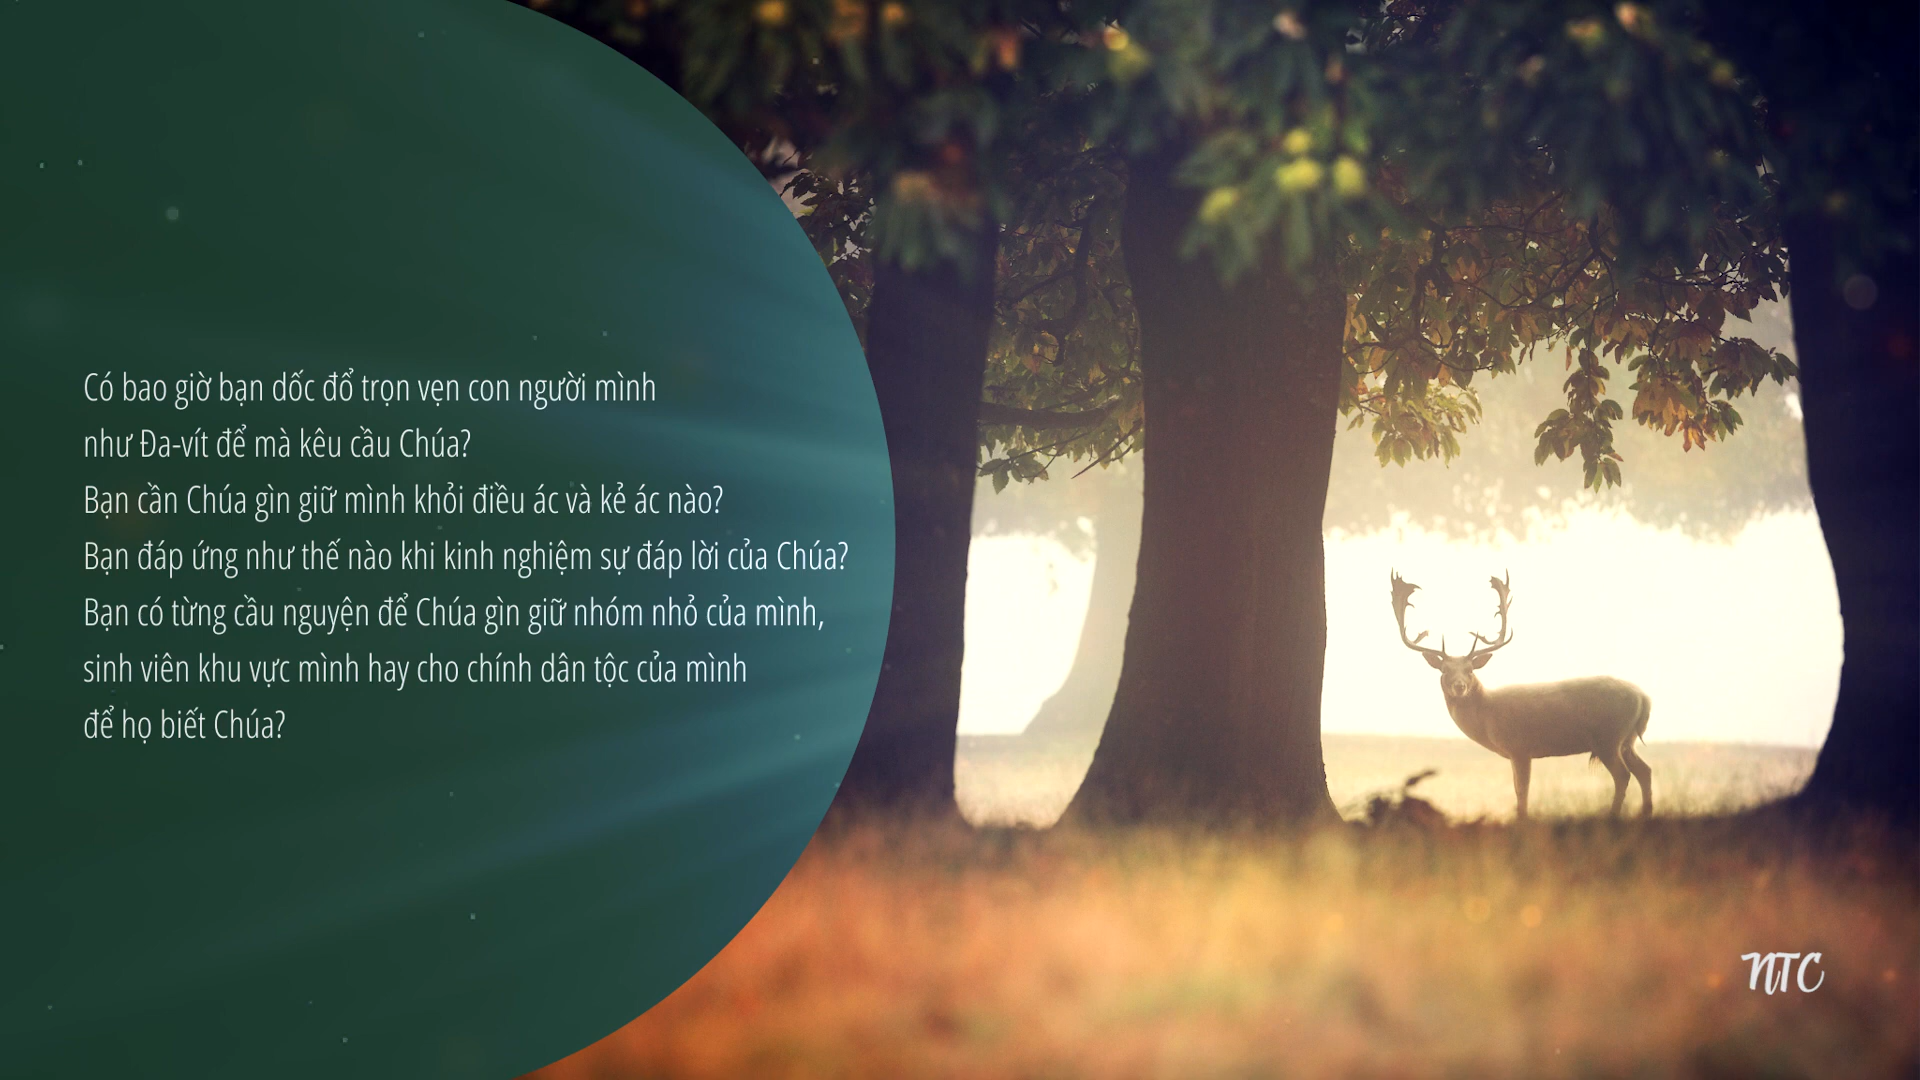 Có bao giờ bạn dốc đổ trọn vẹn con người mình
như Đa-vít để mà kêu cầu Chúa?
Bạn cần Chúa gìn giữ mình khỏi điều ác và kẻ ác nào?
Bạn đáp ứng như thế nào khi kinh nghiệm sự đáp lời của Chúa?
Bạn có từng cầu nguyện để Chúa gìn giữ nhóm nhỏ của mình,
sinh viên khu vực mình hay cho chính dân tộc của mình
để họ biết Chúa?
NTC